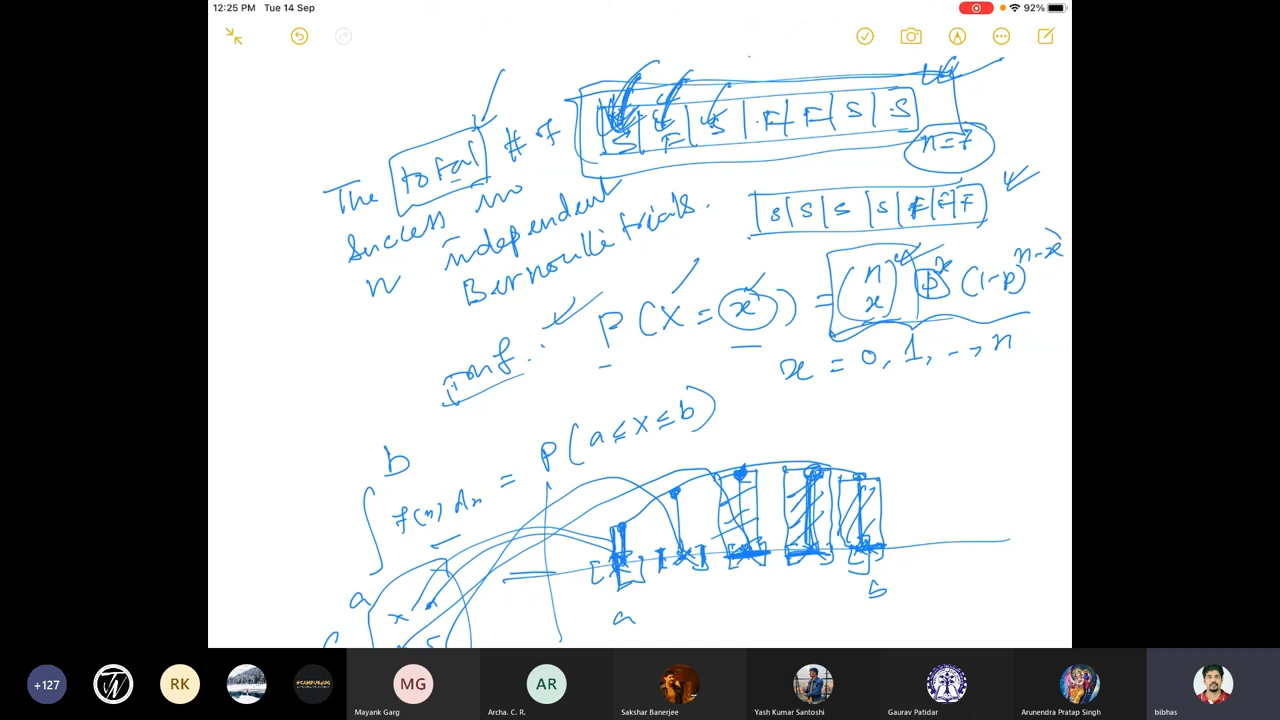 12:25 PM Tue 14 Sep
92%
The total # of
S F S F F S S
n=7
success in
n independent
Bernoulli trials.
S S S S F F F
pmf: P(X = x) = (n x) p^x (1-p)^{n-x}
x = 0, 1, .., n
∫ a b f(x) dx = P(a ≤ X ≤ b)
a
b
+127
RK
MG
AR
Mayank Garg
Archa. C. R.
Sakshar Banerjee
Yash Kumar Santoshi
Gaurav Patidar
Arunendra Pratap Singh
bibhas